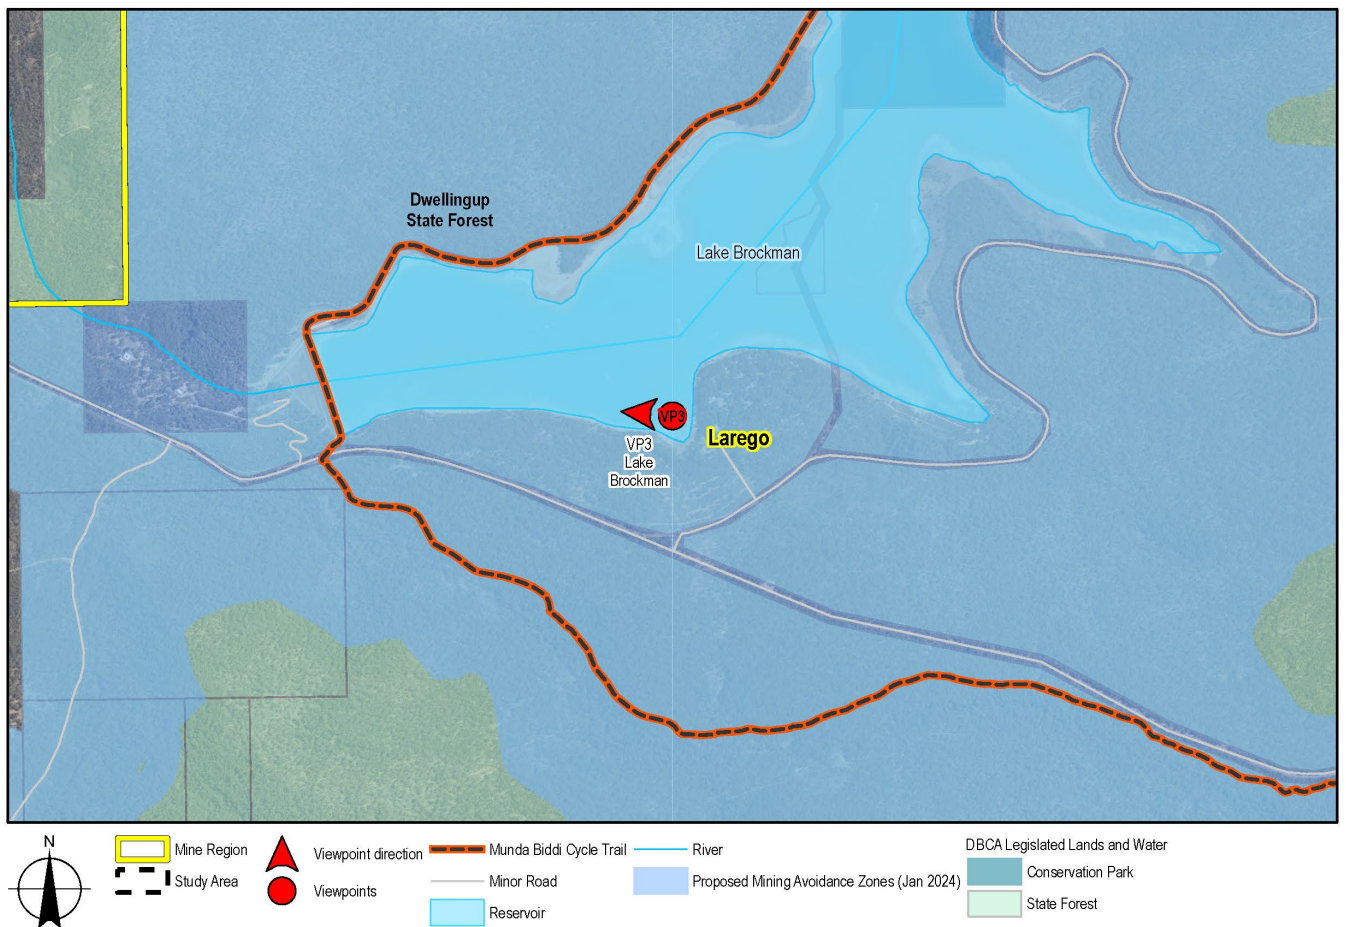 Dwellingup
State Forest
Lake Brockman
VP3
VP3
Lake
Brockman
Larego
N
Mine Region
Study Area
Viewpoint direction
Viewpoints
Munda Biddi Cycle Trail
Minor Road
Reservoir
River
Proposed Mining Avoidance Zones (Jan 2024)
DBCA Legislated Lands and Water
Conservation Park
State Forest